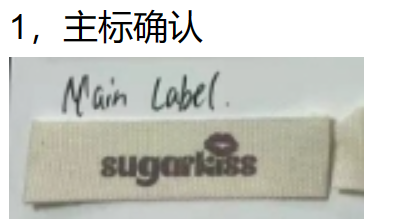 1，主标确认
Main Label.
sugarkiss